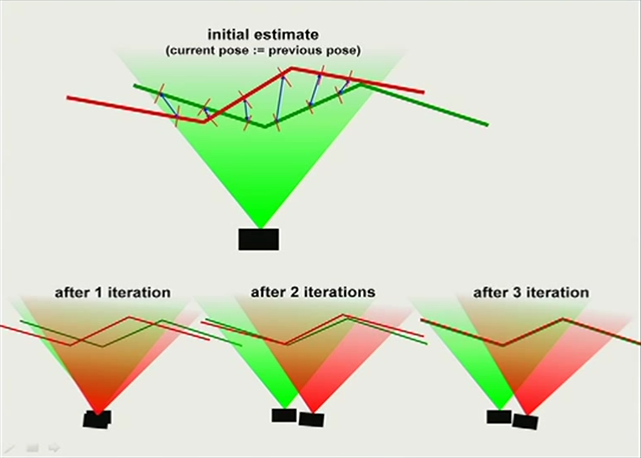 initial estimate
(current pose := previous pose)
after 1 iteration
after 2 iterations
after 3 iteration